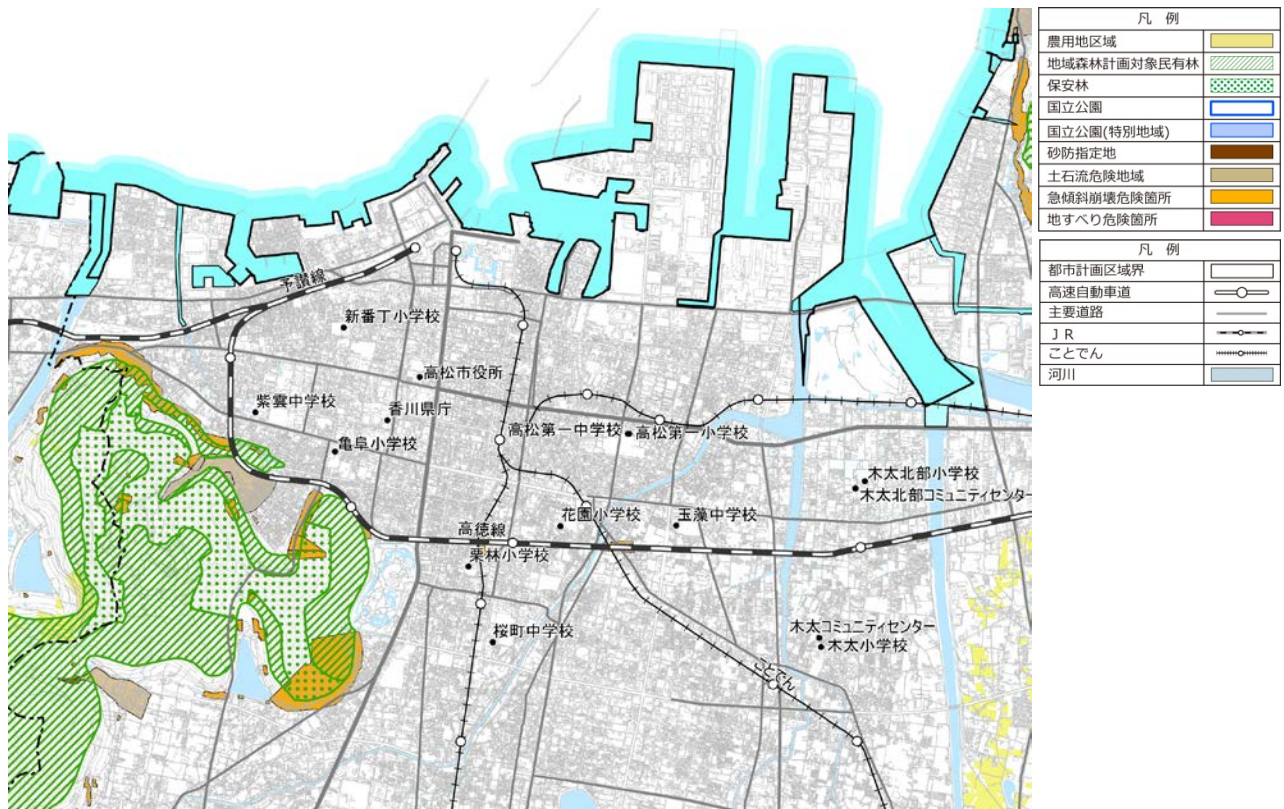 凡 例
農用地区域
地域森林計画対象民有林
保安林
国立公園
国立公園(特別地域)
砂防指定地
土石流危険地域
急傾斜崩壊危険箇所
地すべり危険箇所
凡 例
都市計画区域界
高速自動車道
主要道路
ＪＲ
ことでん
河川
予讃線
新番丁小学校
高松市役所
紫雲中学校
香川県庁
亀阜小学校
高松第一中学校
高松第一小学校
木太北部小学校
木太北部コミュニティセンター
花園小学校
玉藻中学校
高徳線
栗林小学校
桜町中学校
木太コミュニティセンター
木太小学校
ことでん